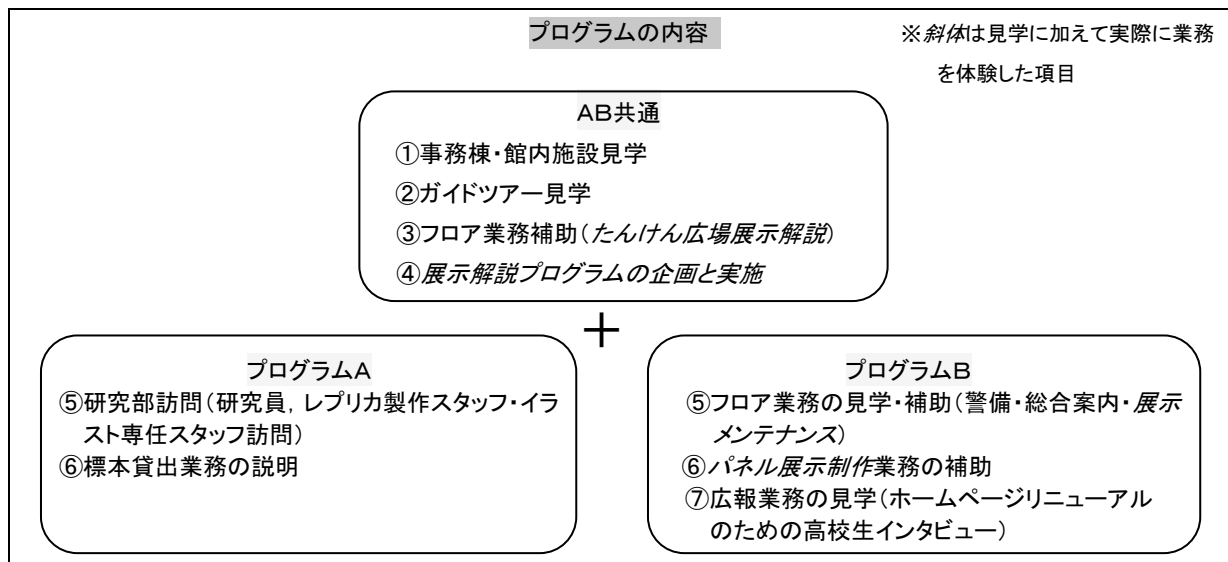 プログラムの内容
※斜体は見学に加えて実際に業務
を体験した項目
AB共通
①事務棟・館内施設見学
②ガイドツアー見学
③フロア業務補助(たんけん広場展示解説)
④展示解説プログラムの企画と実施
＋
プログラムA
⑤研究部訪問(研究員, レプリカ製作スタッフ・イラ
スト専任スタッフ訪問)
⑥標本貸出業務の説明
プログラムB
⑤フロア業務の見学・補助(警備・総合案内・展示
メンテナンス)
⑥パネル展示制作業務の補助
⑦広報業務の見学(ホームページリニューアル
のための高校生インタビュー)